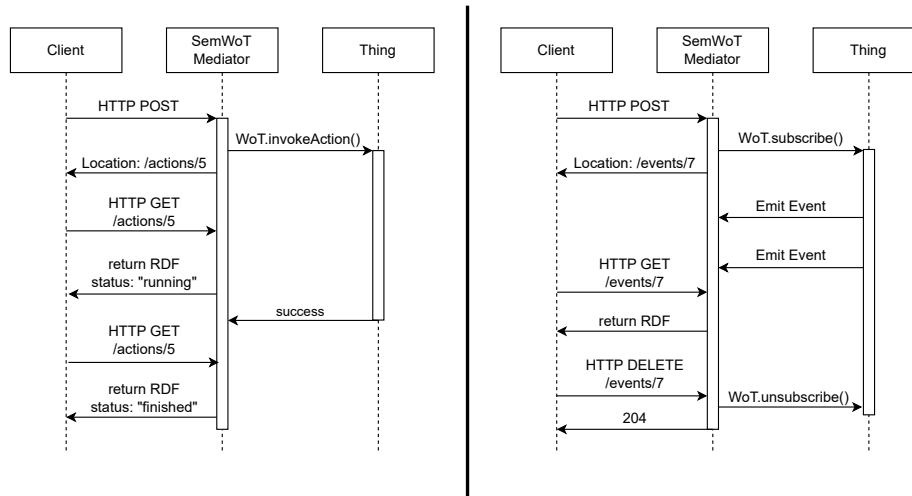 Client
SemWoT
Mediator
Thing
HTTP POST
WoT.invokeAction()
Location: /actions/5
HTTP GET
/actions/5
return RDF
status: "running"
success
HTTP GET
/actions/5
return RDF
status: "finished"
Client
SemWoT
Mediator
Thing
HTTP POST
WoT.subscribe()
Location: /events/7
Emit Event
Emit Event
HTTP GET
/events/7
return RDF
HTTP DELETE
/events/7
WoT.unsubscribe()
204